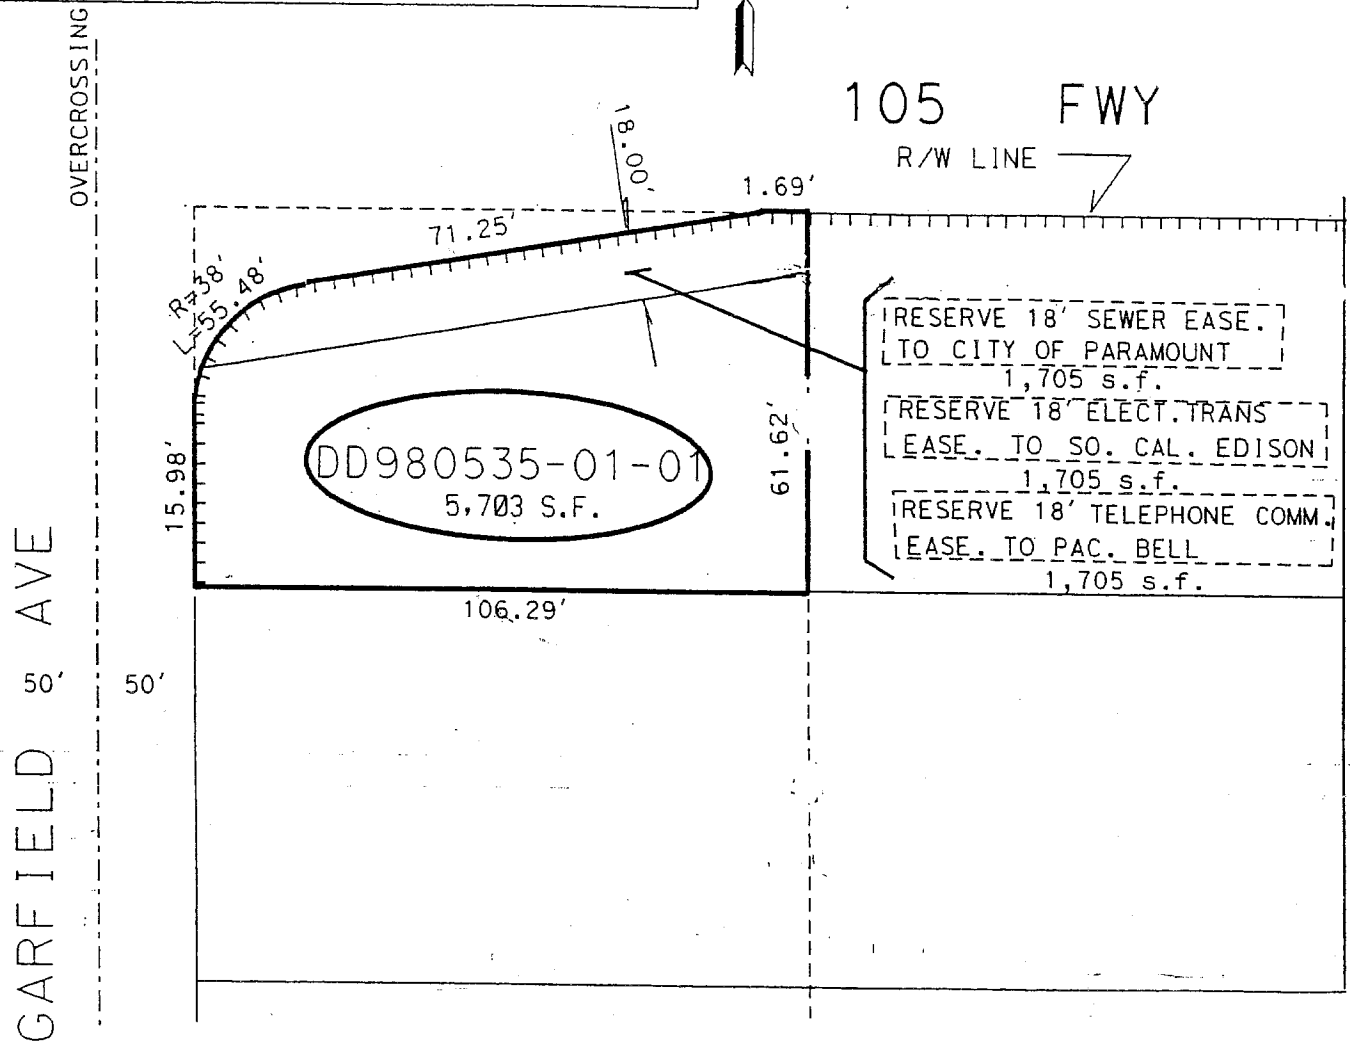 OVERCROSSING
105 FWY
R/W LINE
18.00'
1.69'
71.25'
R=38'
L=55.48'
RESERVE 18' SEWER EASE.
TO CITY OF PARAMOUNT
1,705 s.f.
RESERVE 18' ELECT.TRANS
EASE. TO SO. CAL. EDISON
1,705 s.f.
RESERVE 18' TELEPHONE COMM.
EASE. TO PAC. BELL
1,705 s.f.
DD980535-01-01
5,703 S.F.
15.98'
61.62'
106.29'
50'
50'
GARFIELD AVE